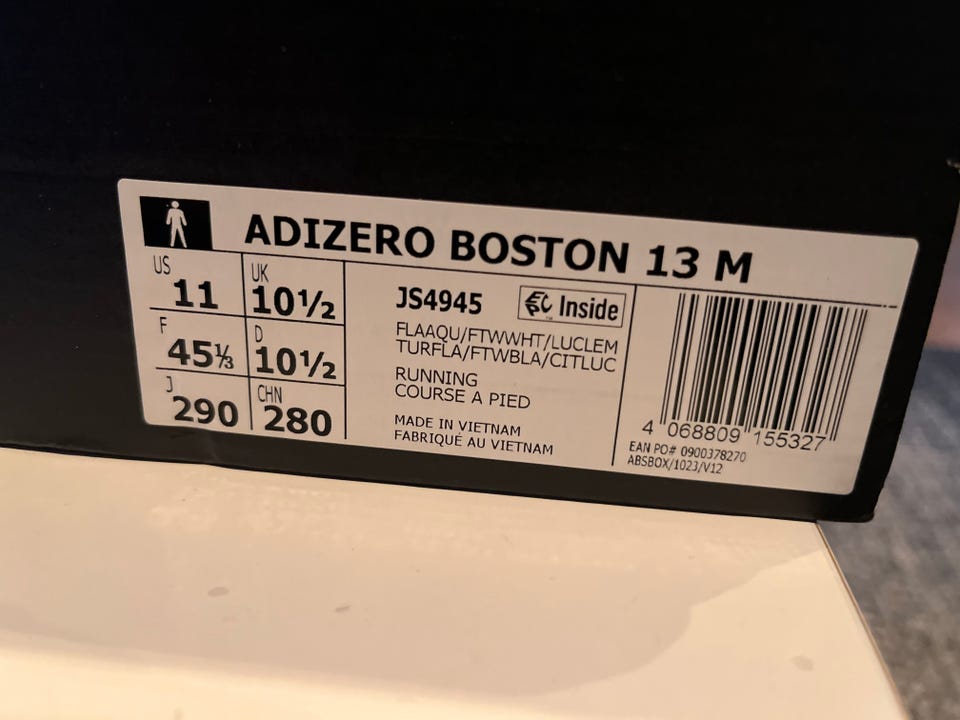 ADIZERO BOSTON 13 M
US 11 UK 10½
F 45⅓ D 10½
J 290 CHN 280
JS4945 Inside
FLAAQU/FTWWHT/LUCLEM
TURFLA/FTWBLA/CITLUC
RUNNING
COURSE A PIED
MADE IN VIETNAM
FABRIQUÉ AU VIETNAM
4 068809 155327
EAN PO# 0900378270
ABSBOX/1023/V12